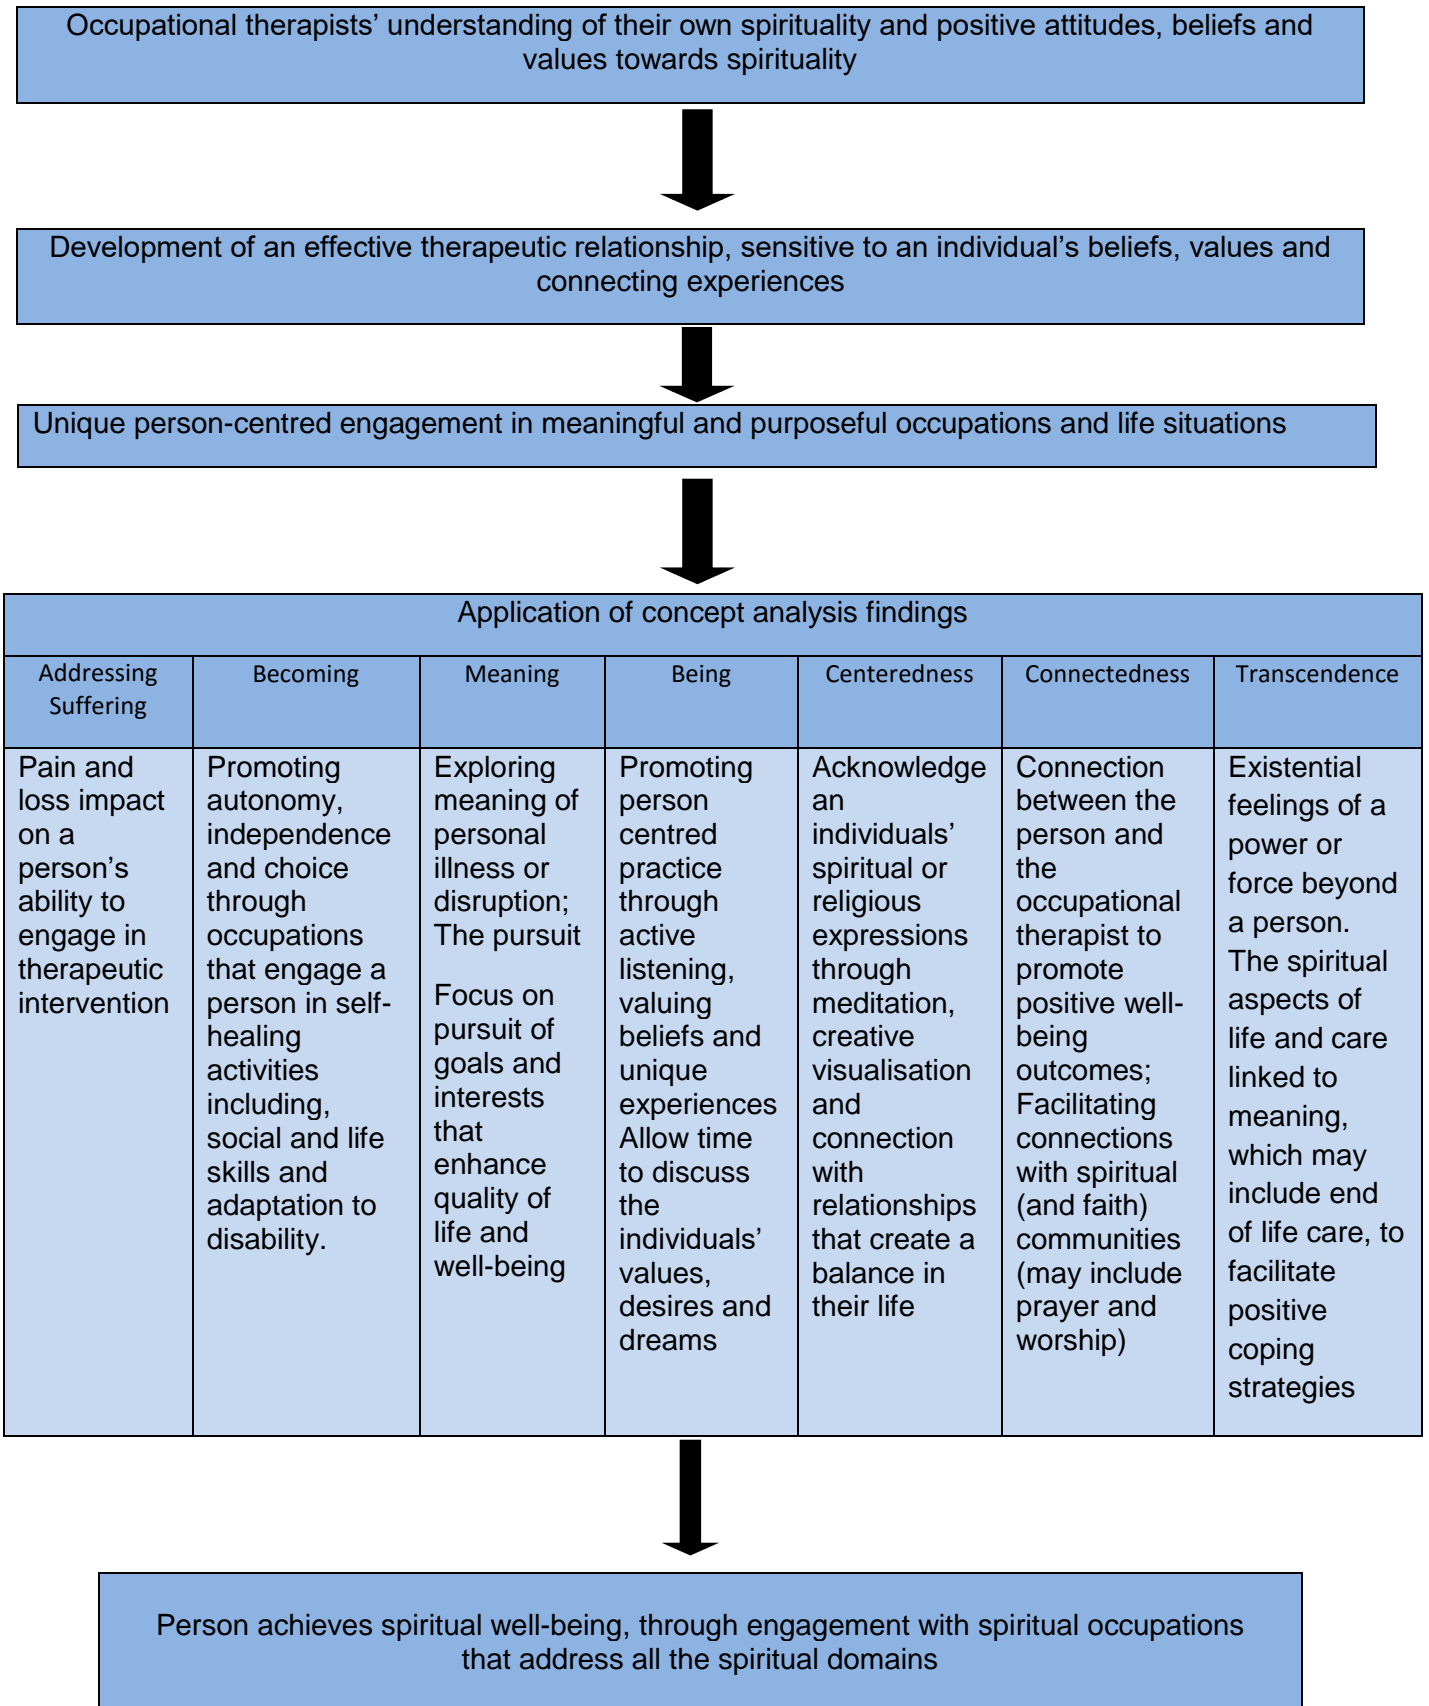 Occupational therapists’ understanding of their own spirituality and positive attitudes, beliefs and
values towards spirituality
Development of an effective therapeutic relationship, sensitive to an individual’s beliefs, values and
connecting experiences
Unique person-centred engagement in meaningful and purposeful occupations and life situations
Application of concept analysis findings
Addressing
Suffering
Becoming
Meaning
Being
Centeredness
Connectedness
Transcendence
Pain and
loss impact
on a
person’s
ability to
engage in
therapeutic
intervention
Promoting
autonomy,
independence
and choice
through
occupations
that engage a
person in self-
healing
activities
including,
social and life
skills and
adaptation to
disability.
Exploring
meaning of
personal
illness or
disruption;
The pursuit
Focus on
pursuit of
goals and
interests
that
enhance
quality of
life and
well-being
Promoting
person
centred
practice
through
active
listening,
valuing
beliefs and
unique
experiences
Allow time
to discuss
the
individuals’
values,
desires and
dreams
Acknowledge
an
individuals’
spiritual or
religious
expressions
through
meditation,
creative
visualisation
and
connection
with
relationships
that create a
balance in
their life
Connection
between the
person and
the
occupational
therapist to
promote
positive well-
being
outcomes;
Facilitating
connections
with spiritual
(and faith)
communities
(may include
prayer and
worship)
Existential
feelings of a
power or
force beyond
a person.
The spiritual
aspects of
life and care
linked to
meaning,
which may
include end
of life care, to
facilitate
positive
coping
strategies
Person achieves spiritual well-being, through engagement with spiritual occupations
that address all the spiritual domains